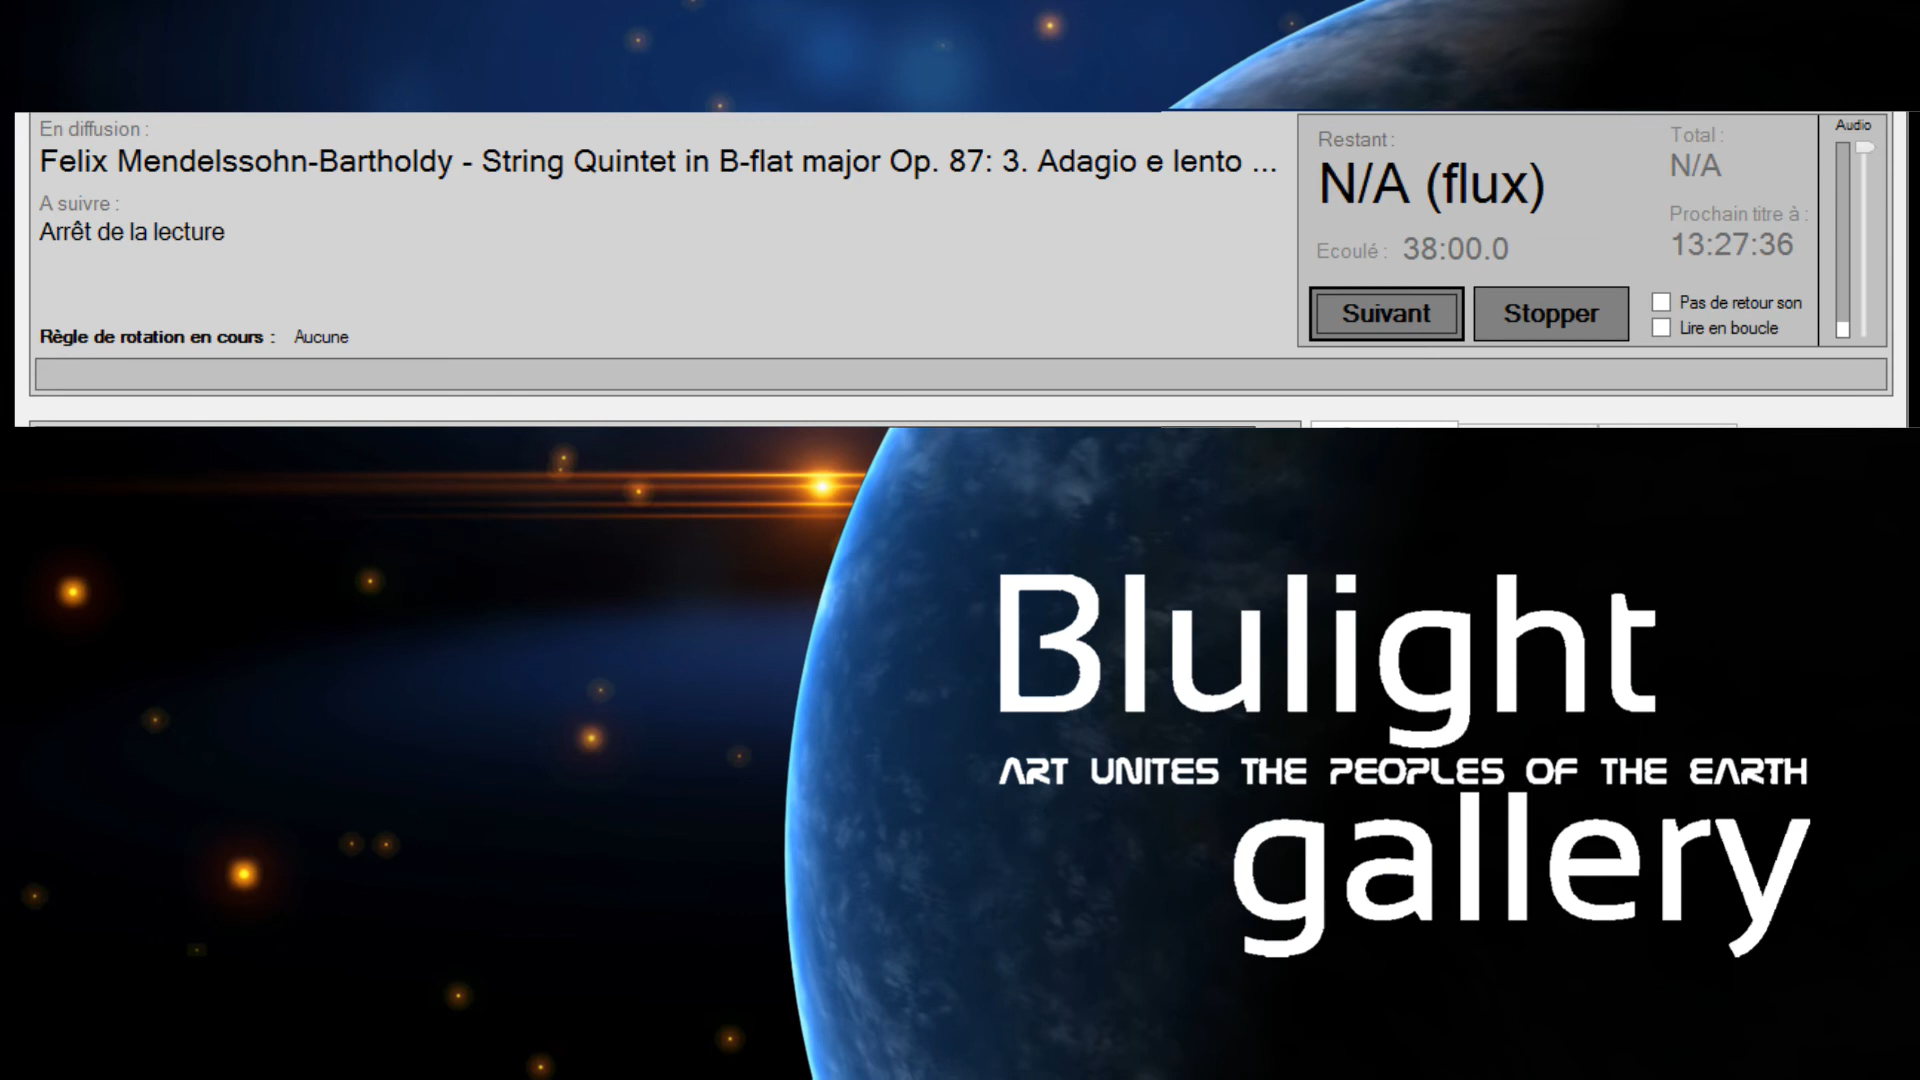 En diffusion :
Felix Mendelssohn-Bartholdy - String Quintet in B-flat major Op. 87: 3. Adagio e lento ...
A suivre :
Arrêt de la lecture
Règle de rotation en cours : Aucune
Restant :
N/A (flux)
Ecoulé : 38:00.0
Total :
N/A
Prochain titre à :
13:27:36
Suivant
Stopper
Pas de retour son
Lire en boucle
Audio
Blulight
ART UNITES THE PEOPLES OF THE EARTH
gallery